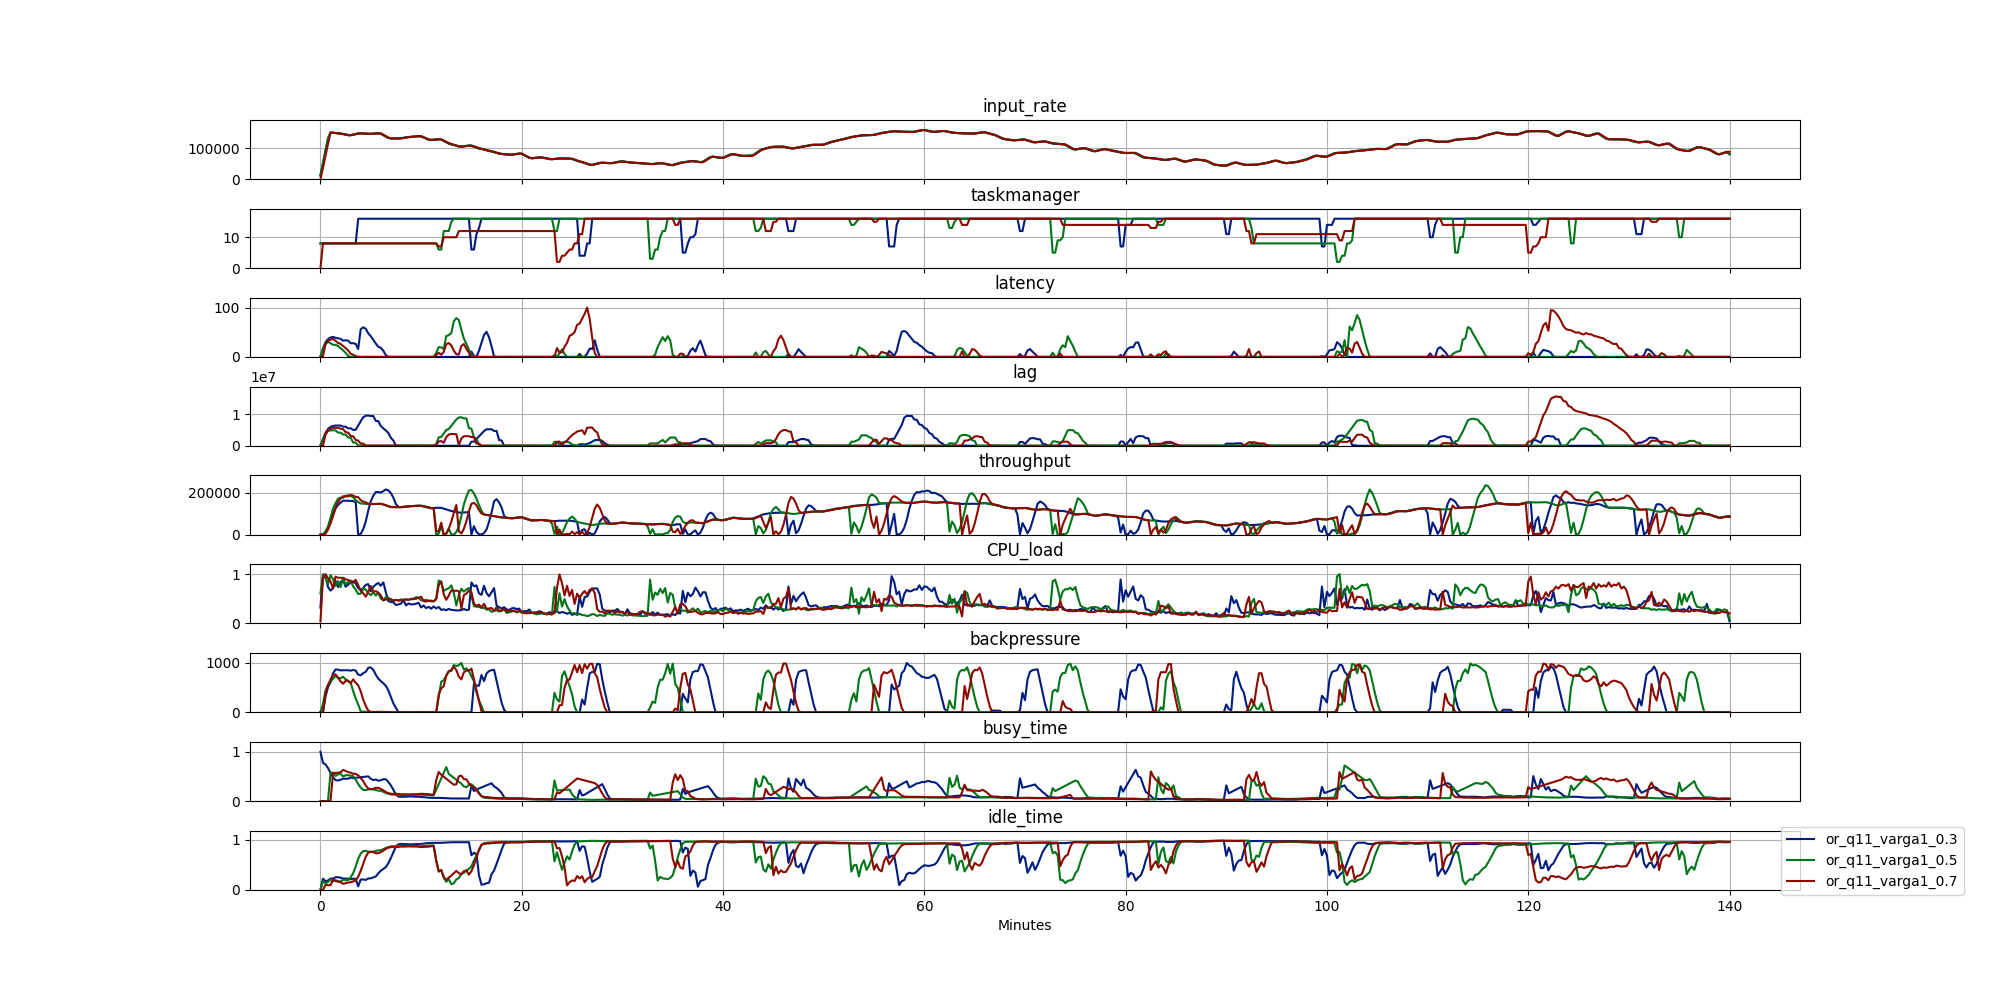 input_rate
100000
0
taskmanager
10
0
latency
100
0
1e7
lag
1
0
throughput
200000
0
CPU_load
1
0
backpressure
1000
0
busy_time
1
0
idle_time
1
0
0 20 40 60 80 100 120 140
Minutes
or_q11_varga1_0.3
or_q11_varga1_0.5
or_q11_varga1_0.7